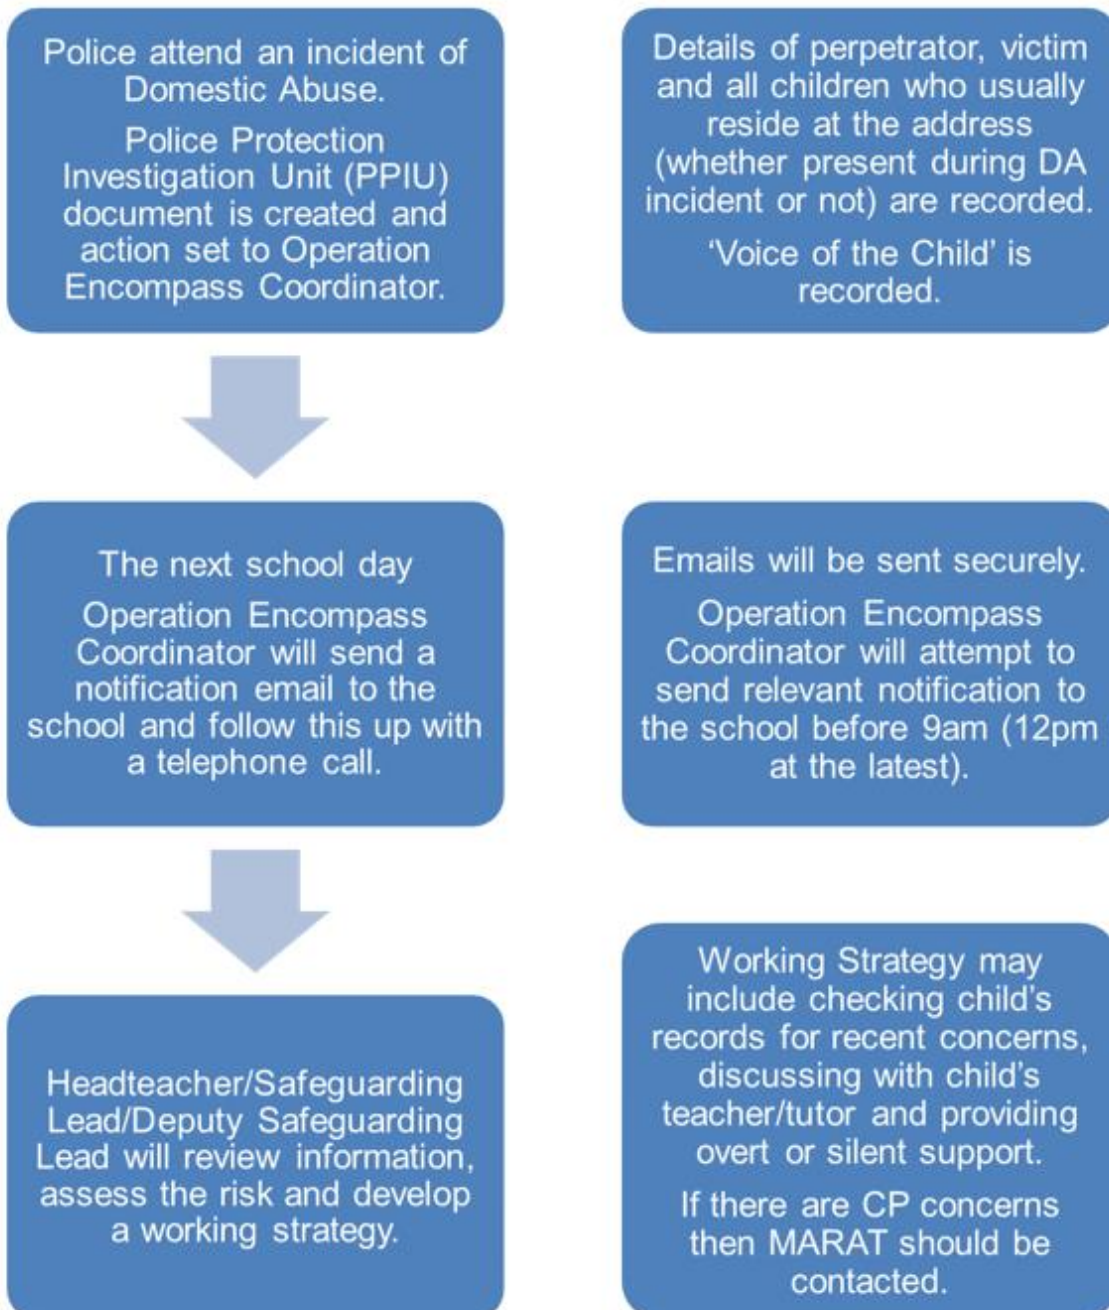 Police attend an incident of
Domestic Abuse.
Police Protection
Investigation Unit (PPIU)
document is created and
action set to Operation
Encompass Coordinator.
Details of perpetrator, victim
and all children who usually
reside at the address
(whether present during DA
incident or not) are recorded.
‘Voice of the Child’ is
recorded.
The next school day
Operation Encompass
Coordinator will send a
notification email to the
school and follow this up with
a telephone call.
Emails will be sent securely.
Operation Encompass
Coordinator will attempt to
send relevant notification to
the school before 9am (12pm
at the latest).
Headteacher/Safeguarding
Lead/Deputy Safeguarding
Lead will review information,
assess the risk and develop
a working strategy.
Working Strategy may
include checking child’s
records for recent concerns,
discussing with child’s
teacher/tutor and providing
overt or silent support.
If there are CP concerns
then MARAT should be
contacted.